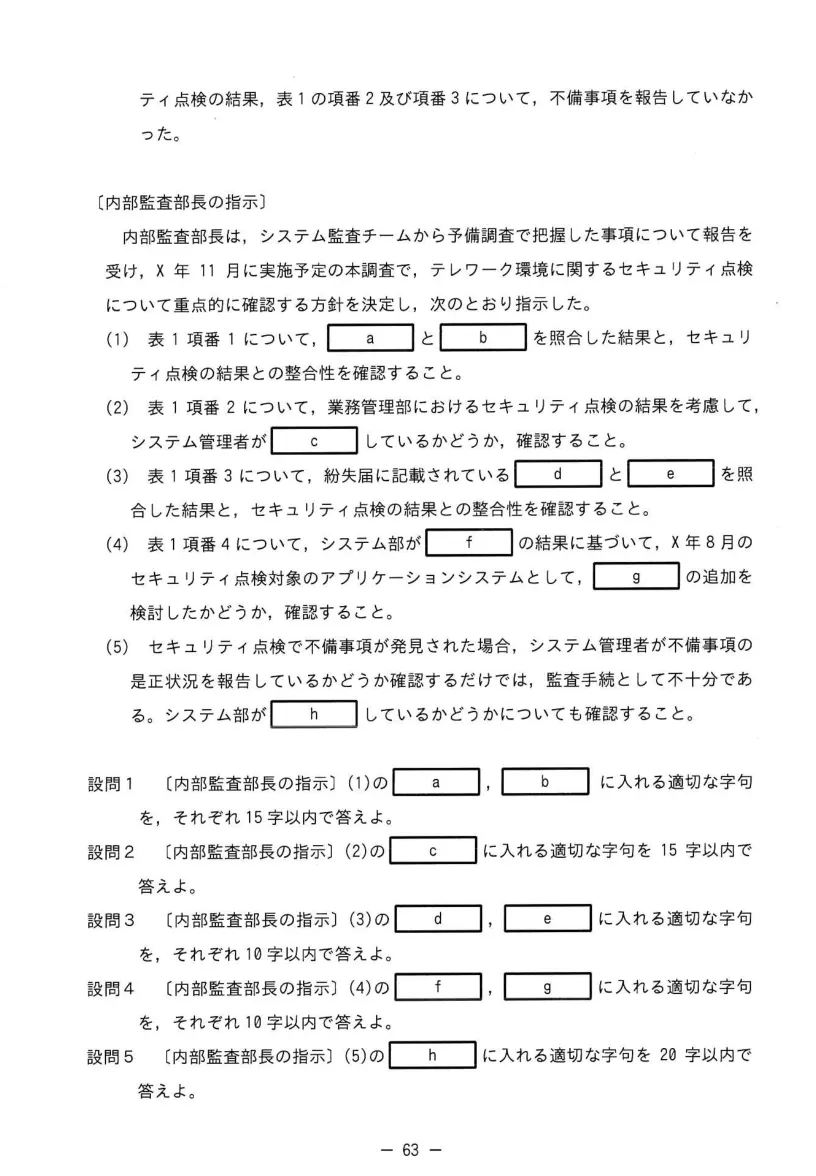 ティ点検の結果，表1の項番2及び項番3について，不備事項を報告していなか
った。
〔内部監査部長の指示〕
内部監査部長は，システム監査チームから予備調査で把握した事項について報告を
受け，X 年 11 月に実施予定の本調査で，テレワーク環境に関するセキュリティ点検
について重点的に確認する方針を決定し，次のとおり指示した。
(1) 表1項番1について， a と b を照合した結果と，セキュリ
ティ点検の結果との整合性を確認すること。
(2) 表1項番2について，業務管理部におけるセキュリティ点検の結果を考慮して，
システム管理者が c しているかどうか，確認すること。
(3) 表1項番3について，紛失届に記載されている d と e を照
合した結果と，セキュリティ点検の結果との整合性を確認すること。
(4) 表1項番4について，システム部が f の結果に基づいて，X年8月の
セキュリティ点検対象のアプリケーションシステムとして， g の追加を
検討したかどうか，確認すること。
(5) セキュリティ点検で不備事項が発見された場合，システム管理者が不備事項の
是正状況を報告しているかどうか確認するだけでは，監査手続として不十分であ
る。システム部が h しているかどうかについても確認すること。
設問1 〔内部監査部長の指示〕(1)の a ， b に入れる適切な字句
を，それぞれ15字以内で答えよ。
設問2 〔内部監査部長の指示〕(2)の c に入れる適切な字句を 15 字以内で
答えよ。
設問3 〔内部監査部長の指示〕(3)の d ， e に入れる適切な字句
を，それぞれ10字以内で答えよ。
設問4 〔内部監査部長の指示〕(4)の f ， g に入れる適切な字句
を，それぞれ10字以内で答えよ。
設問5 〔内部監査部長の指示〕(5)の h に入れる適切な字句を 20 字以内で
答えよ。
— 63 —